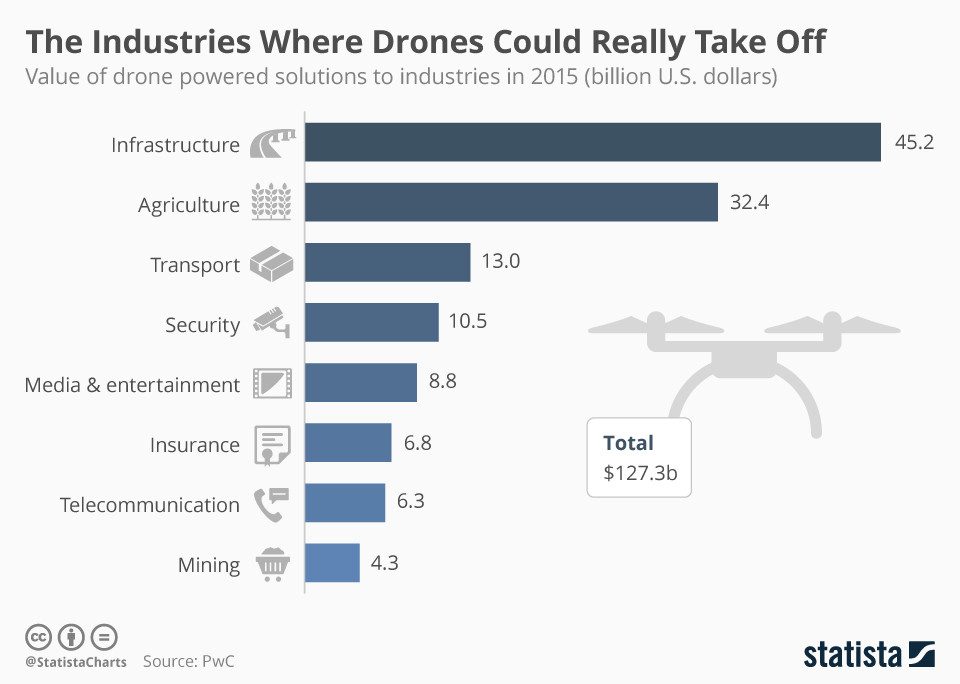 The Industries Where Drones Could Really Take Off
Value of drone powered solutions to industries in 2015 (billion U.S. dollars)
Infrastructure 45.2
Agriculture 32.4
Transport 13.0
Security 10.5
Media & entertainment 8.8
Insurance 6.8
Telecommunication 6.3
Mining 4.3
Total
$127.3b
cc
@StatistaCharts Source: PwC
statista